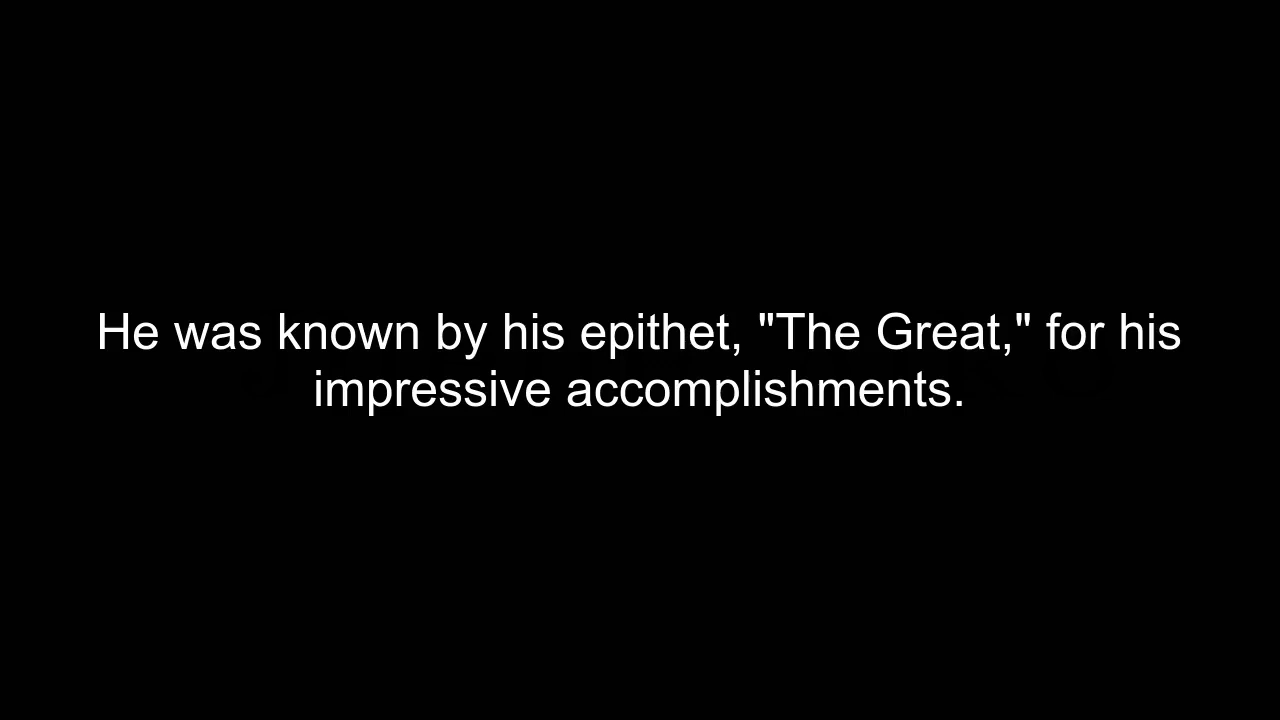 He was known by his epithet, "The Great," for his
impressive accomplishments.